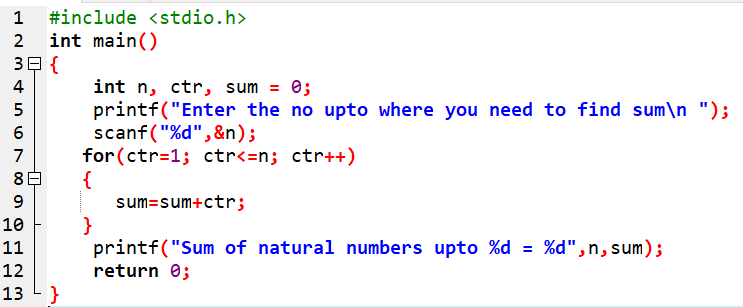 1 #include <stdio.h>
2 int main()
3 {
4 int n, ctr, sum = 0;
5 printf("Enter the no upto where you need to find sum\n ");
6 scanf("%d",&n);
7 for(ctr=1; ctr<=n; ctr++)
8 {
9 sum=sum+ctr;
10 }
11 printf("Sum of natural numbers upto %d = %d",n,sum);
12 return 0;
13 }